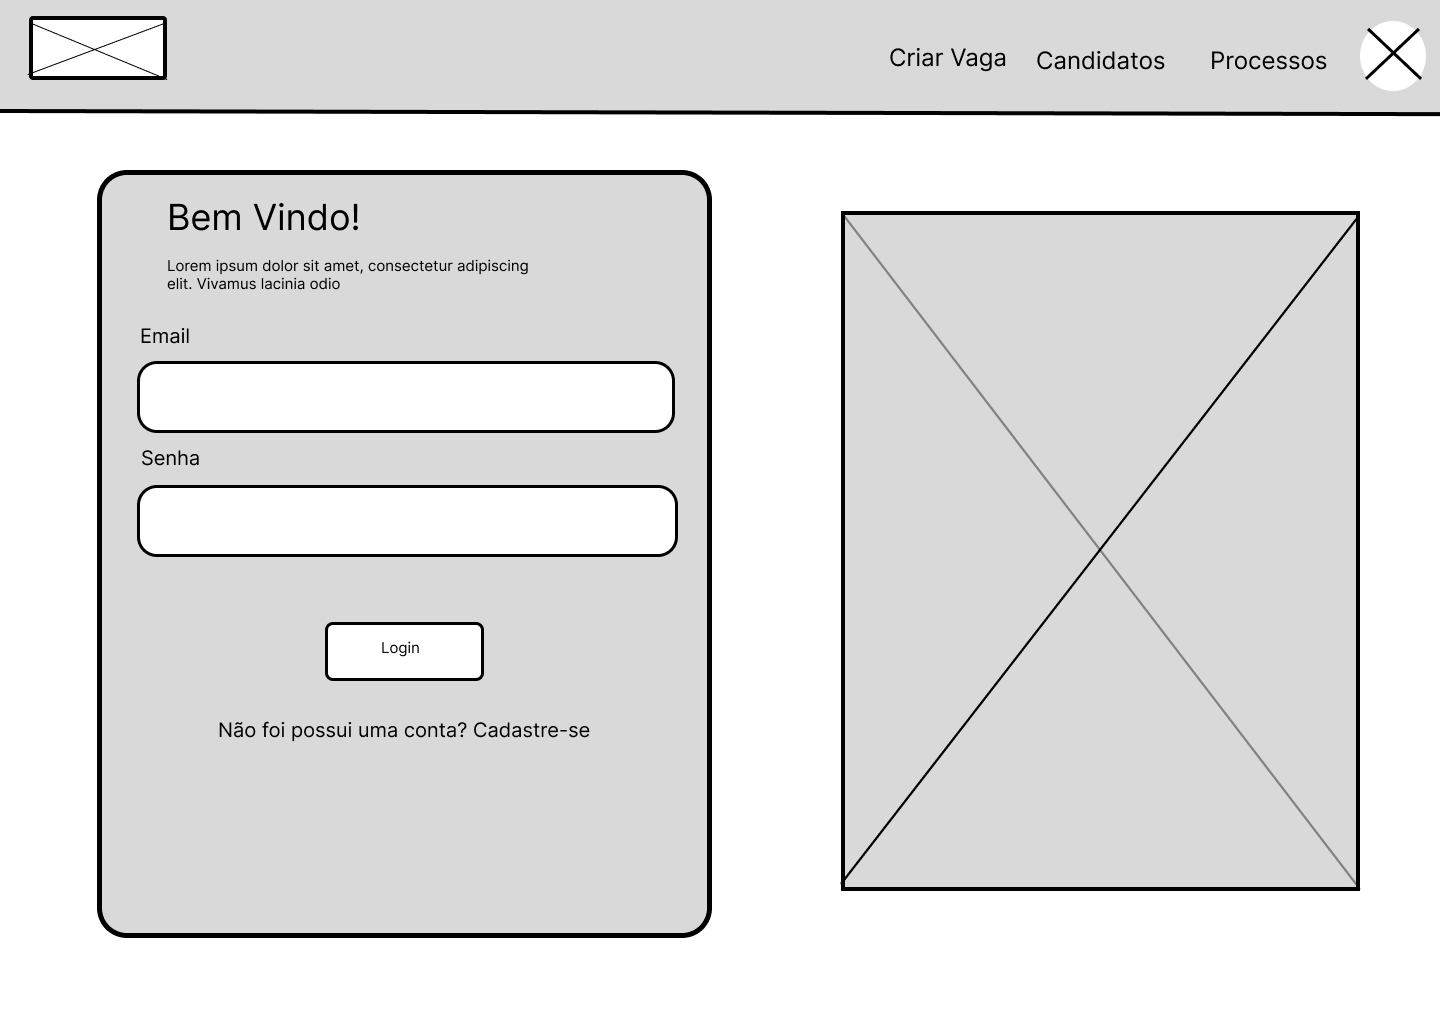 Criar Vaga
Candidatos
Processos
Bem Vindo!
Lorem ipsum dolor sit amet, consectetur adipiscing
elit. Vivamus lacinia odio
Email
Senha
Login
Não foi possui uma conta? Cadastre-se